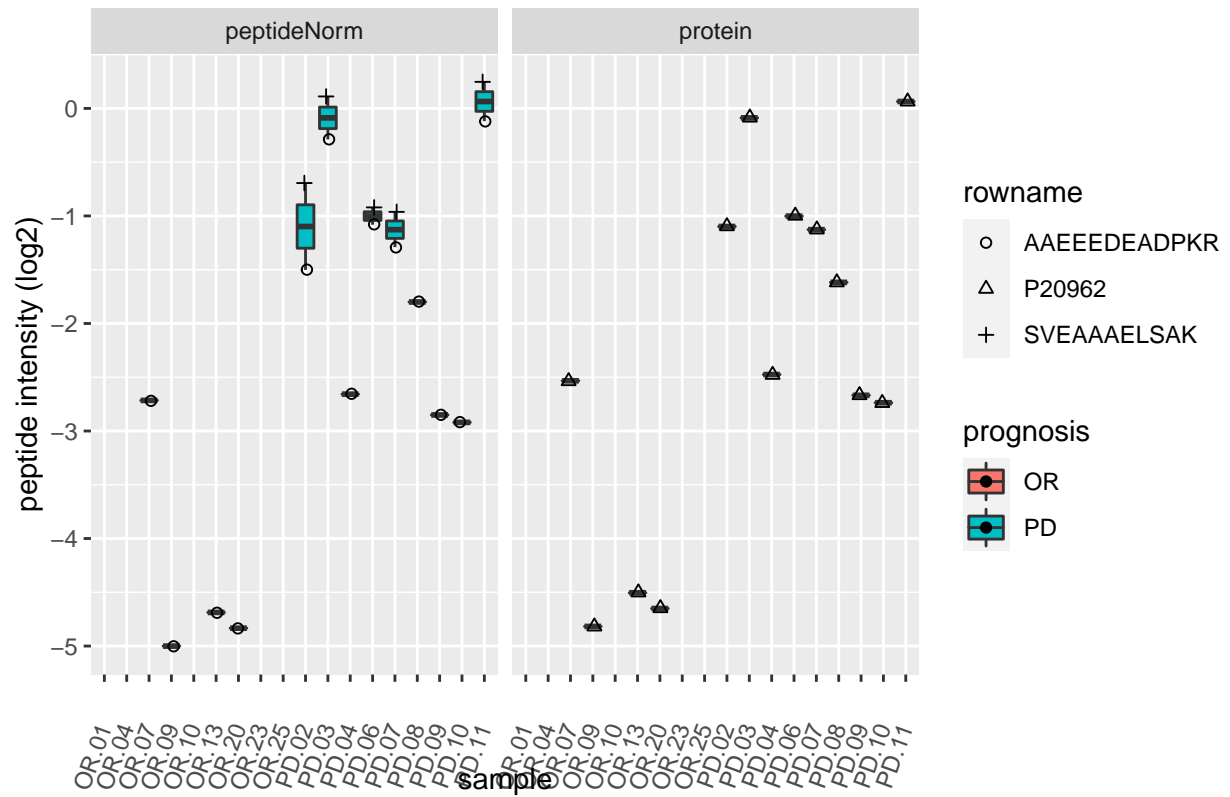 peptideNorm protein
peptide intensity (log2)
0
−1
−2
−3
−4
−5
OR.01 OR.04 OR.07 OR.09 OR.10 OR.13 OR.20 OR.23 OR.25 PD.02 PD.03 PD.04 PD.06 PD.07 PD.08 PD.09 PD.10 PD.11
OR.01 OR.04 OR.07 OR.09 OR.10 OR.13 OR.20 OR.23 OR.25 PD.02 PD.03 PD.04 PD.06 PD.07 PD.08 PD.09 PD.10 PD.11
sample
rowname
AAEEEDEADPKR
P20962
SVEAAAELSAK
prognosis
OR
PD